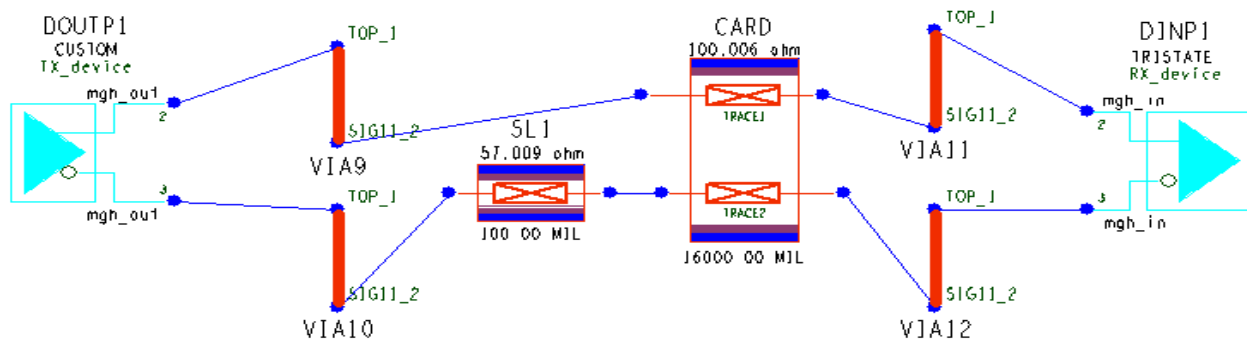 DOUTP1
CUSTOM
TX_device
mgh_out
2
3
mgh_out
TOP_1
SIG11_2
VIA9
TOP_1
SIG11_2
VIA10
SL1
57.009 ohm
100 00 MIL
CARD
100.006 ohm
TRACE1
TRACE2
16000 00 MIL
TOP_1
SIG11_2
VIA11
TOP_1
SIG11_2
VIA12
DINP1
TRISTATE
RX_device
mgh_in
2
3
mgh_in